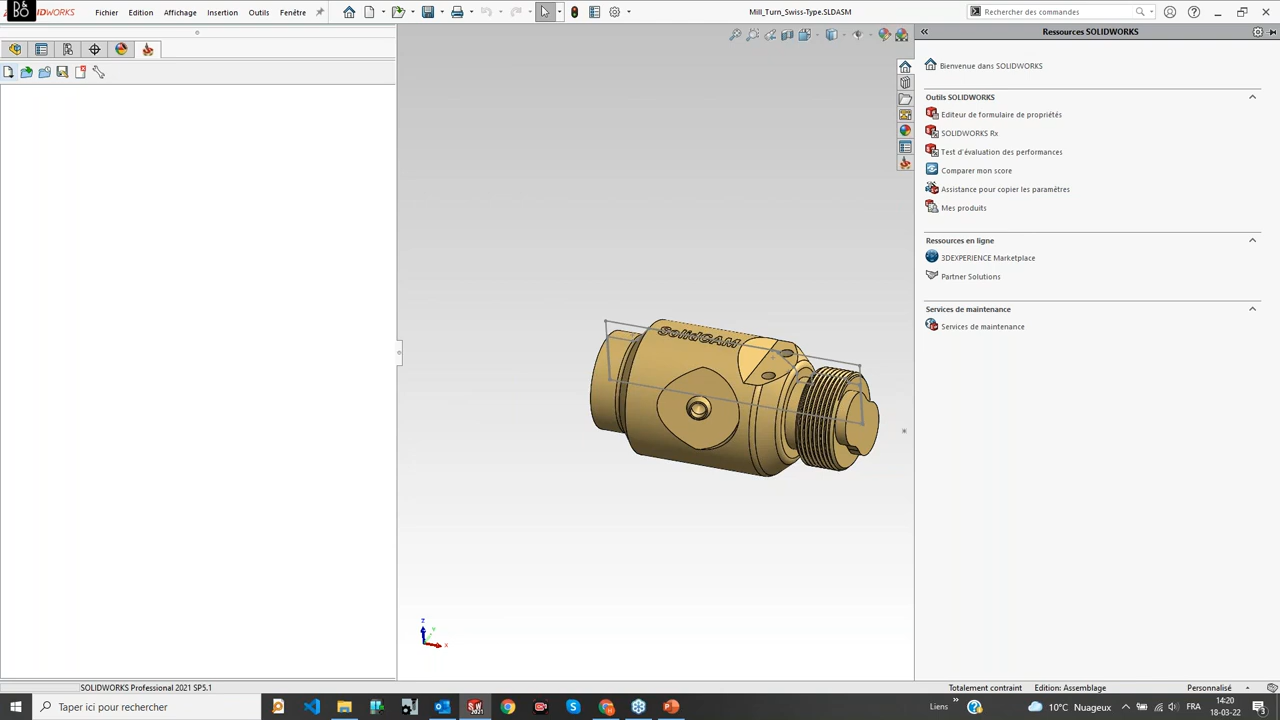 BO
SOLIDWORKS
Fichier
Edition
Affichage
Insertion
Outils
Fenêtre
Mill_Turn_Swiss-Type.SLDASM
Rechercher des commandes
Ressources SOLIDWORKS
Bienvenue dans SOLIDWORKS
Outils SOLIDWORKS
Editeur de formulaire de propriétés
SOLIDWORKS Rx
Test d'évaluation des performances
Comparer mon score
Assistance pour copier les paramètres
Mes produits
Ressources en ligne
3DEXPERIENCE Marketplace
Partner Solutions
Services de maintenance
Services de maintenance
SolidCAM
Z
Y
X
SOLIDWORKS Professional 2021 SP5.1
Totalement contraint
Edition: Assemblage
Personnalisé
Taper ici pour rechercher
Liens
10°C Nuageux
FRA
14:20
18-03-22